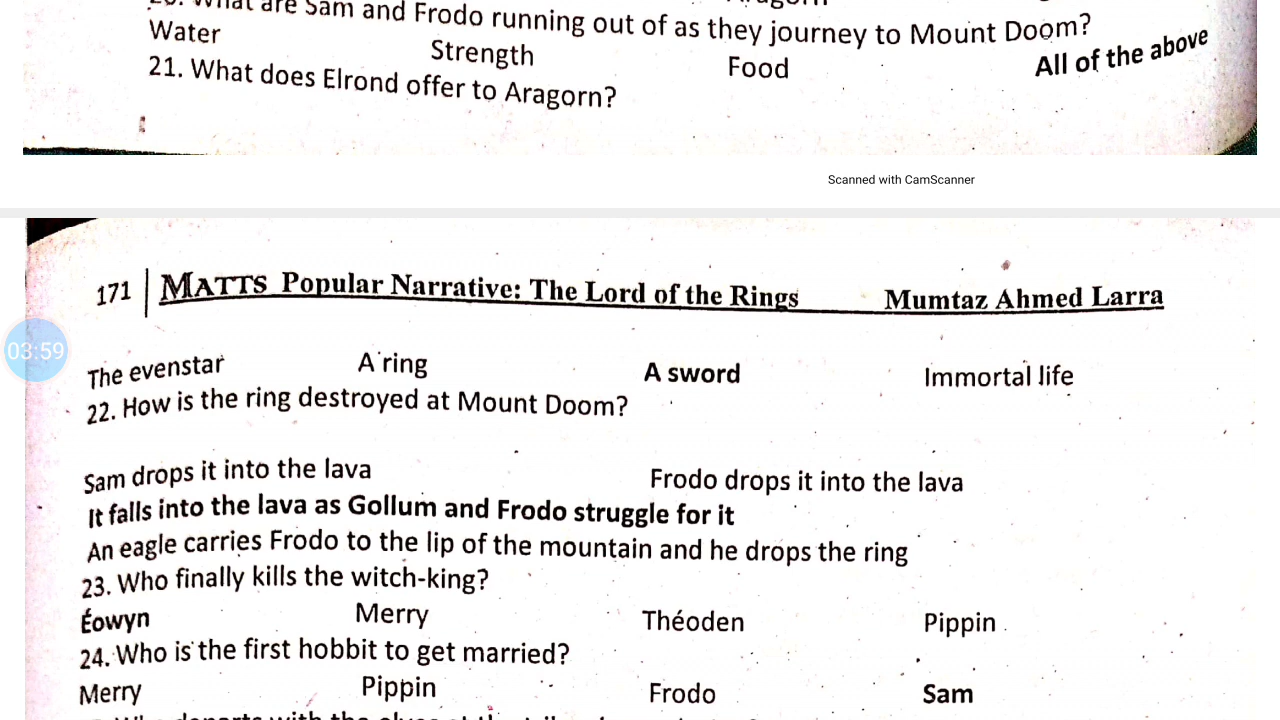 What are Sam and Frodo running out of as they journey to Mount Doom?
Water Strength Food All of the above
21. What does Elrond offer to Aragorn?
Scanned with CamScanner
171 MATTS Popular Narrative: The Lord of the Rings Mumtaz Ahmed Larra
03:59
The evenstar A ring A sword Immortal life
22. How is the ring destroyed at Mount Doom?
Sam drops it into the lava Frodo drops it into the lava
It falls into the lava as Gollum and Frodo struggle for it
An eagle carries Frodo to the lip of the mountain and he drops the ring
23. Who finally kills the witch-king?
Éowyn Merry Théoden Pippin
24. Who is the first hobbit to get married?
Merry Pippin Frodo Sam